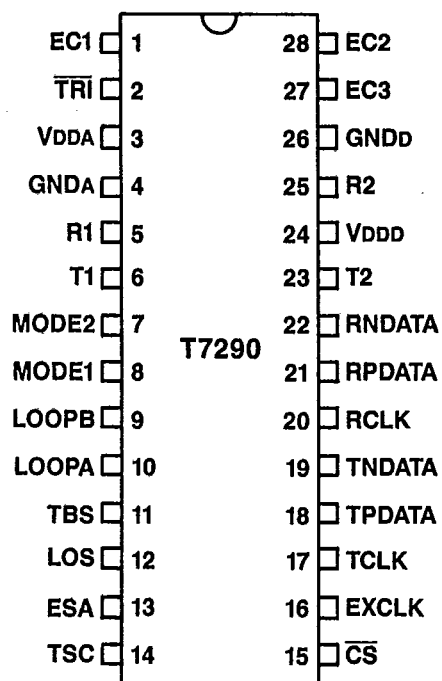 EC1 1 28 EC2
T̅R̅I̅ 2 27 EC3
VDDA 3 26 GNDD
GNDA 4 25 R2
R1 5 24 VDDD
T1 6 23 T2
MODE2 7 22 RNDATA
T7290
MODE1 8 21 RPDATA
LOOPB 9 20 RCLK
LOOPA 10 19 TNDATA
TBS 11 18 TPDATA
LOS 12 17 TCLK
ESA 13 16 EXCLK
TSC 14 15 C̅S̅